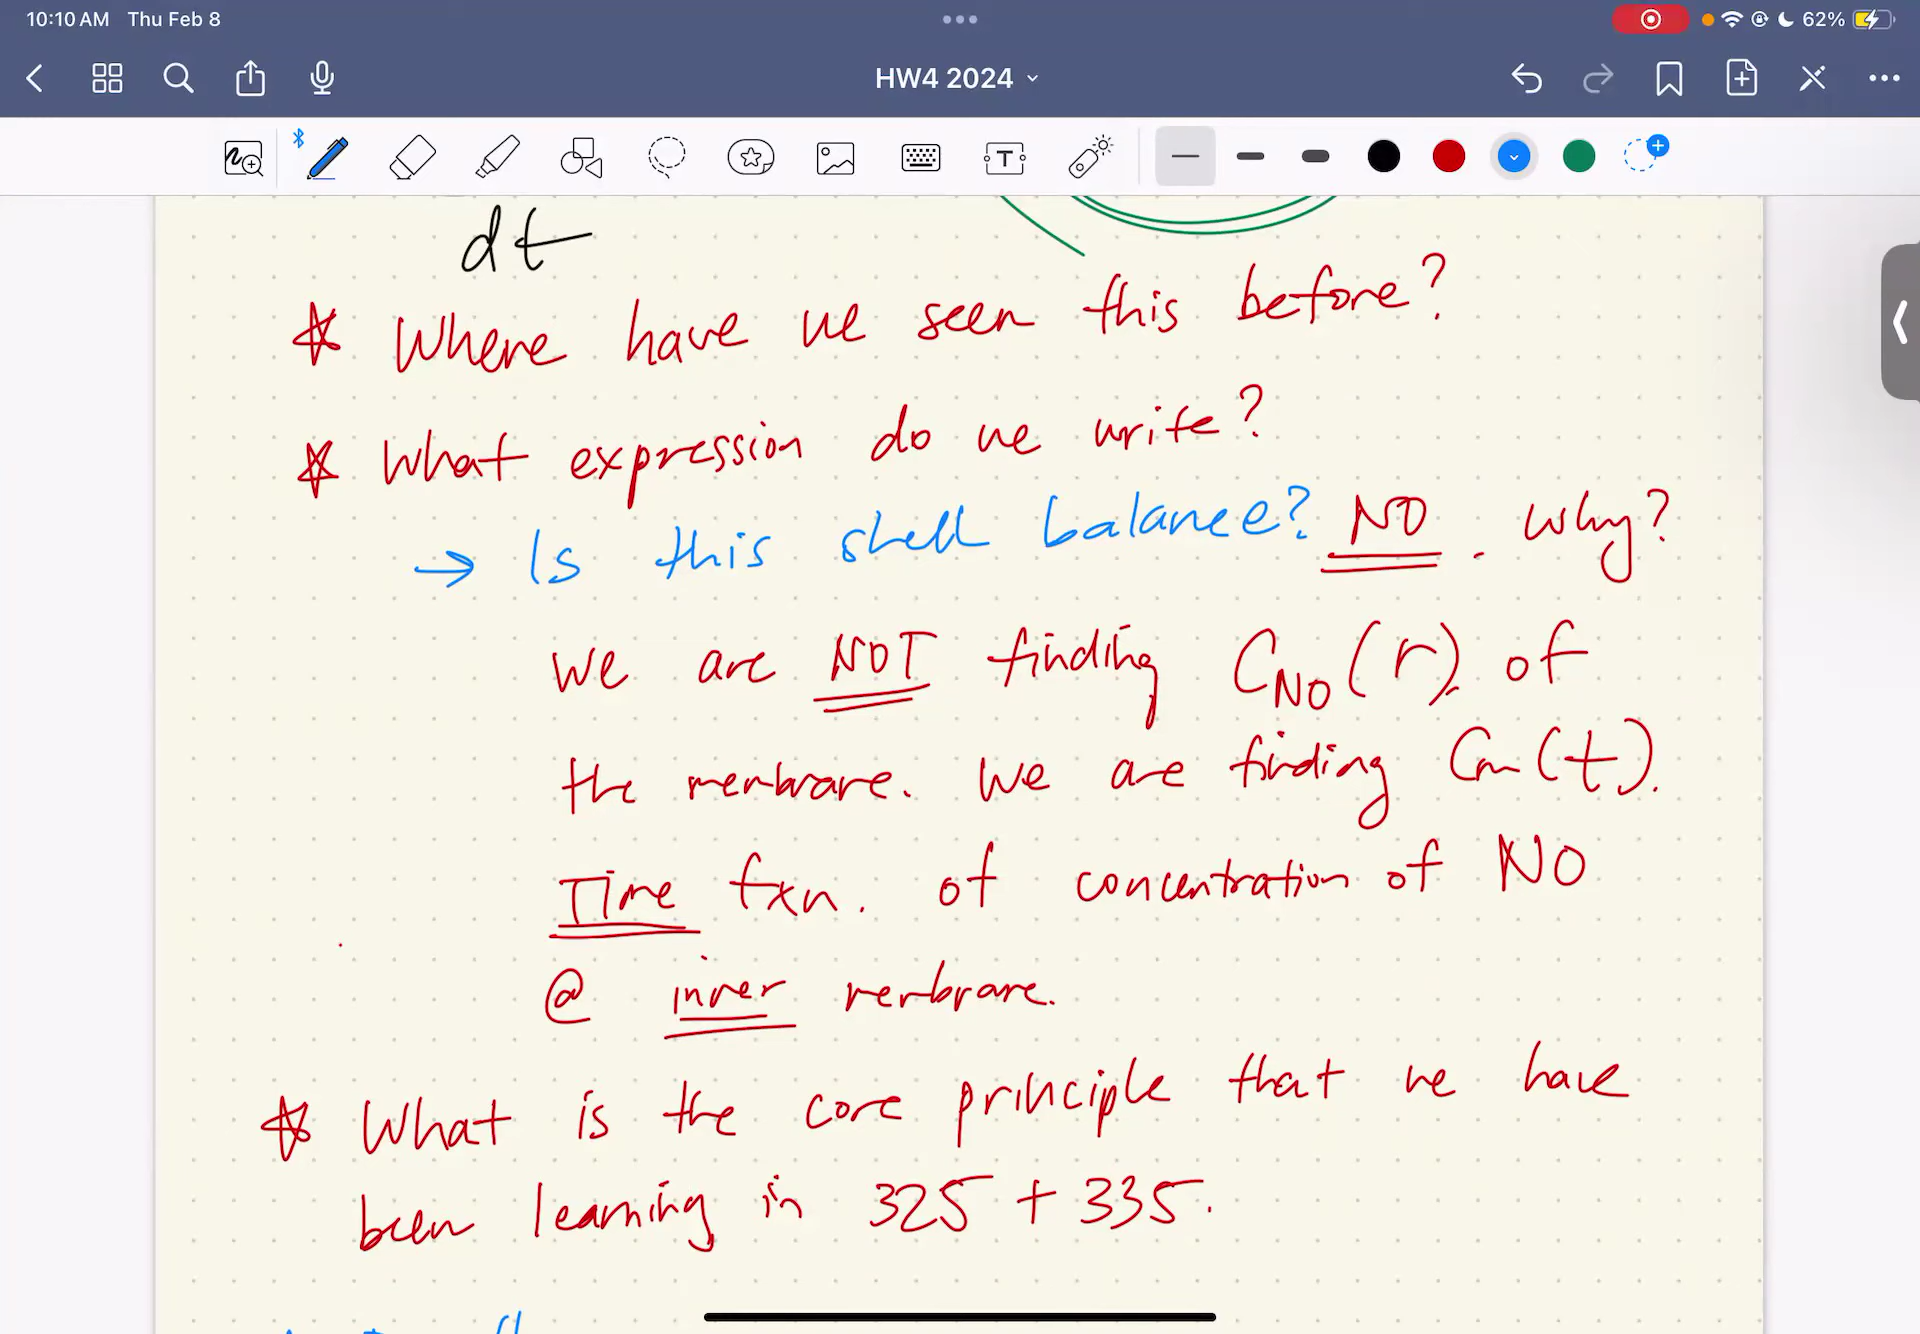 10:10 AM Thu Feb 8
62%
HW4 2024
T
dt
Where have we seen this before?
What expression do we write?
→ Is this shell balance? NO. Why?
We are NOT finding C_NO(r) of
the membrane. We are finding Cm(t).
Time fxn. of concentration of NO
@ inner membrane.
What is the core principle that we have
been learning in 325 + 335.